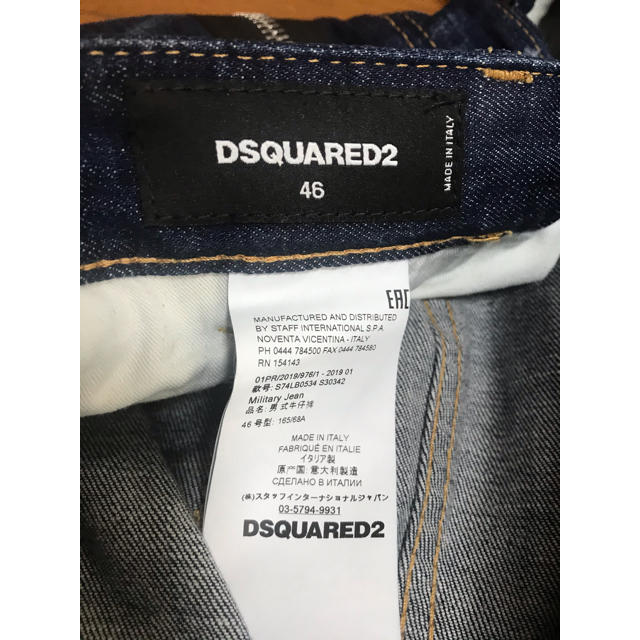 DSQUARED2
46
MADE IN ITALY
EAC
MANUFACTURED AND DISTRIBUTED
BY STAFF INTERNATIONAL S.P.A
NOVENTA VICENTINA - ITALY
PH 0444 784500 FAX 0444 784580
RN 154143
01PR/2019/976/1 - 2019 01
款号: S74LB0534 S30342
Military Jean
品名: 男式牛仔裤
46 号型: 165/68A
MADE IN ITALY
FABRIQUÉ EN ITALIE
イタリア製
原产国: 意大利製造
СДЕЛАНО В ИТАЛИИ
(株)スタッフインターナショナルジャパン
03-5794-9931
DSQUARED2